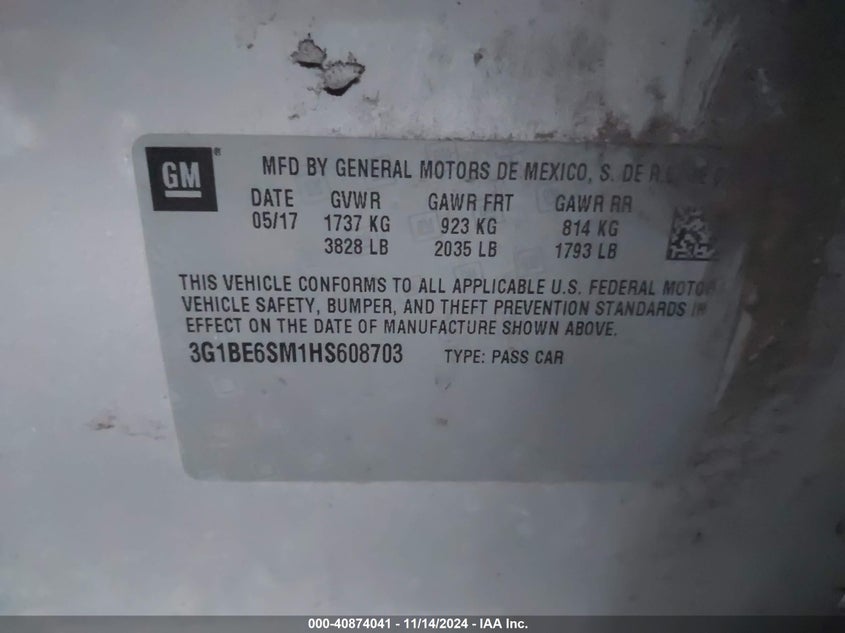 GM®
MFD BY GENERAL MOTORS DE MEXICO, S. DE R.
DATE GVWR GAWR FRT GAWR RR
05/17 1737 KG 923 KG 814 KG
3828 LB 2035 LB 1793 LB
THIS VEHICLE CONFORMS TO ALL APPLICABLE U.S. FEDERAL MOTOR
VEHICLE SAFETY, BUMPER, AND THEFT PREVENTION STANDARDS IN
EFFECT ON THE DATE OF MANUFACTURE SHOWN ABOVE.
3G1BE6SM1HS608703 TYPE: PASS CAR
000-40874041 - 11/14/2024 - IAA Inc.